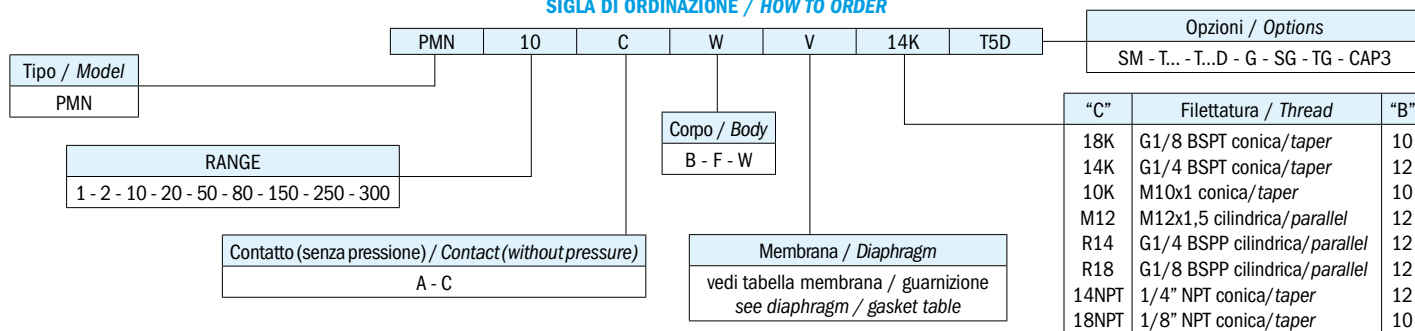 SIGLA DI ORDINAZIONE / HOW TO ORDER
PMN 10 C W V 14K T5D
Opzioni / Options
SM - T... - T...D - G - SG - TG - CAP3
Tipo / Model
PMN
RANGE
1 - 2 - 10 - 20 - 50 - 80 - 150 - 250 - 300
Contatto (senza pressione) / Contact (without pressure)
A - C
Corpo / Body
B - F - W
Membrana / Diaphragm
vedi tabella membrana / guarnizione
see diaphragm / gasket table
“C” Filettatura / Thread “B”
18K G1/8 BSPT conica/taper 10
14K G1/4 BSPT conica/taper 12
10K M10x1 conica/taper 10
M12 M12x1,5 cilindrica/parallel 12
R14 G1/4 BSPP cilindrica/parallel 12
R18 G1/8 BSPP cilindrica/parallel 12
14NPT 1/4” NPT conica/taper 12
18NPT 1/8” NPT conica/taper 10